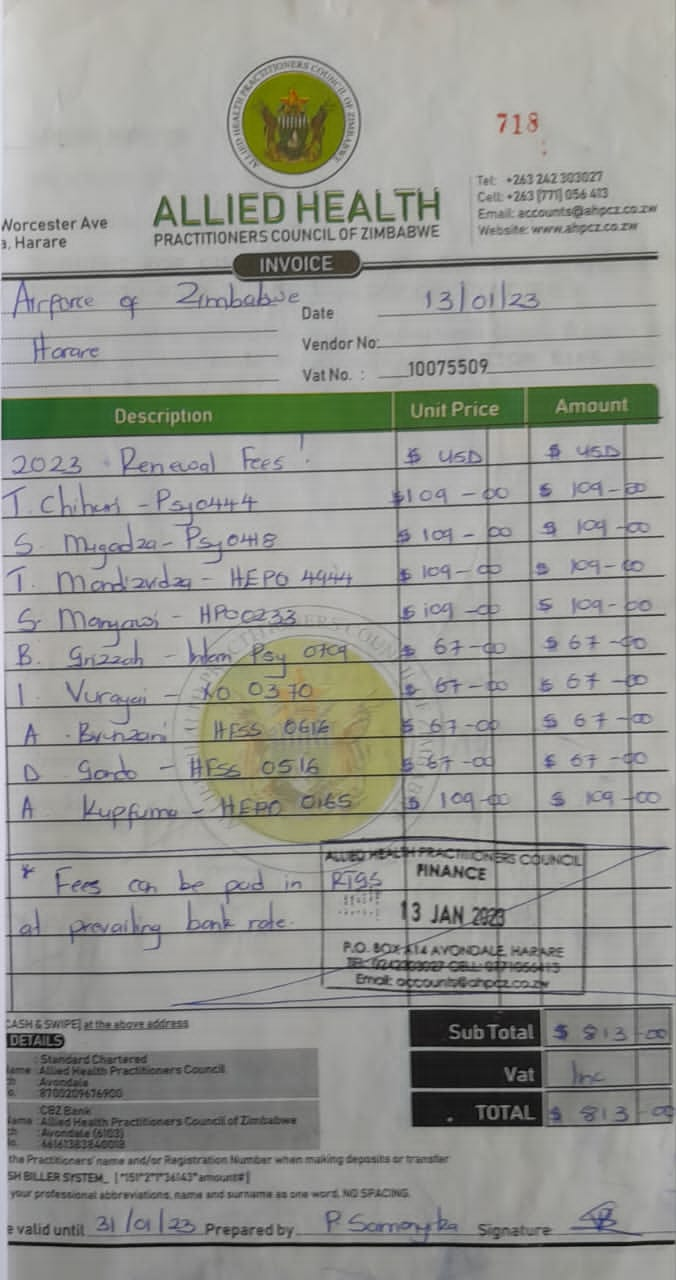 ALLIED HEALTH PRACTITIONERS COUNCIL OF ZIMBABWE
718
Tel: +263 242 303027
Cell: +263 (771) 056 413
Email: accounts@ahpcz.co.zw
Website: www.ahpcz.co.zw
Worcester Ave
a, Harare
ALLIED HEALTH
PRACTITIONERS COUNCIL OF ZIMBABWE
INVOICE
Airforce of Zimbabwe
Date 13/01/23
Harare
Vendor No:
Vat No. : 10075509
Description Unit Price Amount
2023 Renewal Fees $ USD $ USD
T. Chihuri - Psy0444 $109-00 $ 109-00
S. Mugadza - Psy0418 $ 109-00 $ 109-00
T. - HEPO 4944 $ 109-00 $ 109-00
S. - HPO0233 $ 109-00 $ 109-00
B. Grizzah - Intern Psy 0709 $ 67-00 $ 67-00
I. Vurayai - XO 0370 $ 67-00 $ 67-00
A. - HFSS 0616 $ 67-00 $ 67-00
D Gondo - HFSS 0516 $ 67-00 $ 67-00
A Kupfuma - HEPO 0165 $ 109-00 $ 109-00
* Fees can be paid in RTGS
at prevailing bank rate.
ALLIED HEALTH PRACTITIONERS COUNCIL
FINANCE
13 JAN 2023
P.O. BOX A14 AVONDALE, HARARE
TEL: 0242303027 CELL: 0771056413
Email: accounts@ahpcz.co.zw
CASH & SWIPE] at the above address
DETAILS
: Standard Chartered
ame : Allied Health Practitioners Council
ch : Avondale
o. : 8700209676900
: CBZ Bank
ame : Allied Health Practitioners Council of Zimbabwe
ch : Avondale (6103)
Sub Total $ 813-00
Vat Inc
TOTAL $ 813-00
the Practitioners' name and/or Registration Number when making deposits or transfer
SH BILLER SYSTEM_ [*151*2*7*36143*amount#]
your professional abbreviations, name and surname as one word, NO SPACING.
e valid until 31/01/23 Prepared by P Samanyika Signature